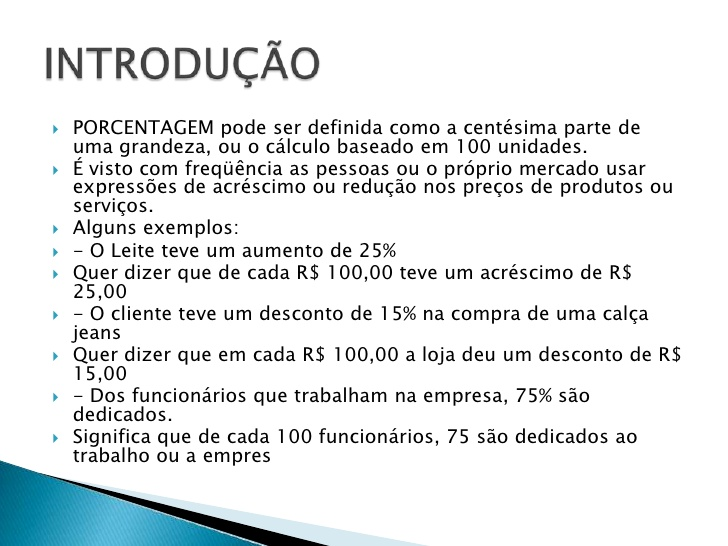 INTRODUÇÃO
PORCENTAGEM pode ser definida como a centésima parte de
uma grandeza, ou o cálculo baseado em 100 unidades.
É visto com freqüência as pessoas ou o próprio mercado usar
expressões de acréscimo ou redução nos preços de produtos ou
serviços.
Alguns exemplos:
- O Leite teve um aumento de 25%
Quer dizer que de cada R$ 100,00 teve um acréscimo de R$
25,00
- O cliente teve um desconto de 15% na compra de uma calça
jeans
Quer dizer que em cada R$ 100,00 a loja deu um desconto de R$
15,00
- Dos funcionários que trabalham na empresa, 75% são
dedicados.
Significa que de cada 100 funcionários, 75 são dedicados ao
trabalho ou a empres